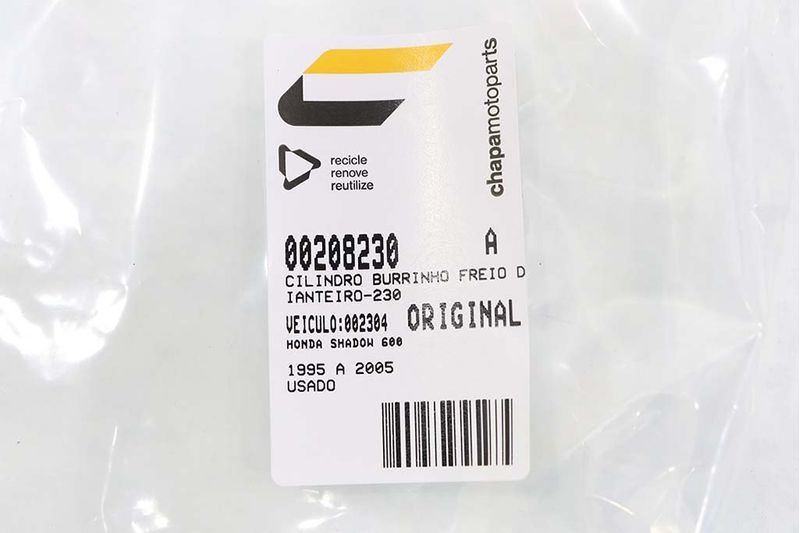 chapamotoparts
recicle
renove
reutilize
00208230 A
CILINDRO BURRINHO FREIO D
IANTEIRO-230
VEICULO:002304 ORIGINAL
HONDA SHADOW 600
1995 A 2005
USADO